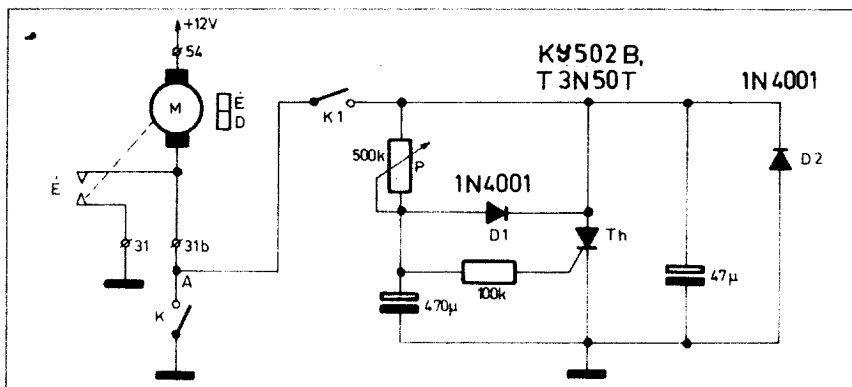 +12V
54
M
É
D
É
31
31b
A
K
K1
500k
P
1N4001
D1
100k
470µ
KY502B,
T3N50T
Th
47µ
1N4001
D2